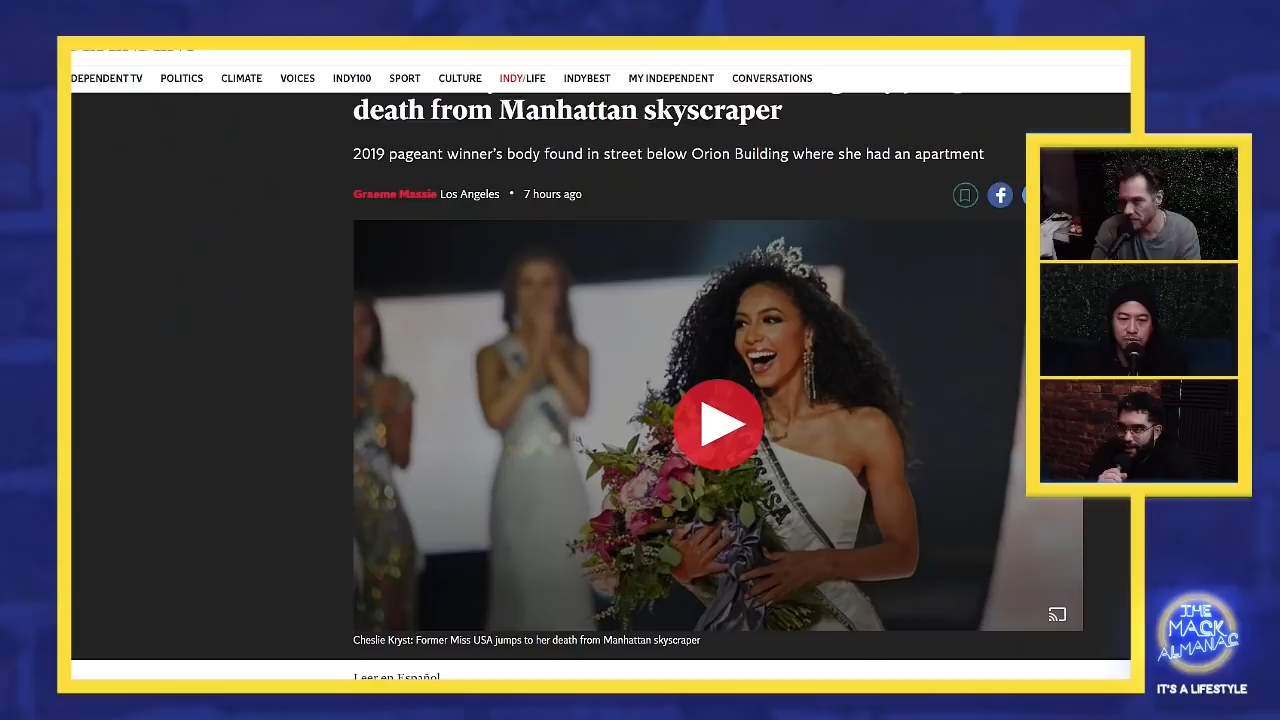 DEPENDENT TV POLITICS CLIMATE VOICES INDY100 SPORT CULTURE INDY/LIFE INDYBEST MY INDEPENDENT CONVERSATIONS
death from Manhattan skyscraper
2019 pageant winner’s body found in street below Orion Building where she had an apartment
Graeme Massie Los Angeles • 7 hours ago
USA
Cheslie Kryst: Former Miss USA jumps to her death from Manhattan skyscraper
Leer en Español
THE
MACK
ALMANAC
IT'S A LIFESTYLE